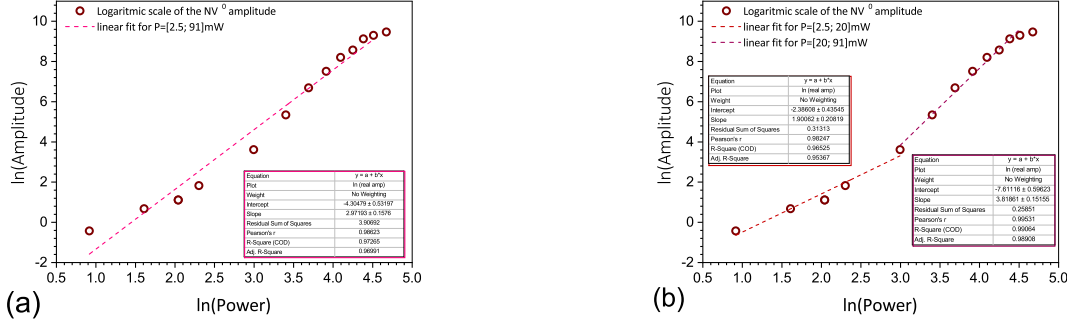 Logaritmic scale of the NV⁰ amplitude
linear fit for P=[2.5; 91]mW
ln(Amplitude)
10
8
6
4
2
0
-2
Equation y = a + b*x
Plot ln (real amp)
Weight No Weighting
Intercept -4.30479 ± 0.53197
Slope 2.97193 ± 0.1576
Residual Sum of Squares 3.90692
Pearson's r 0.98623
R-Square (COD) 0.97265
Adj. R-Square 0.96991
0.5 1.0 1.5 2.0 2.5 3.0 3.5 4.0 4.5 5.0
ln(Power)
(a)
Logaritmic scale of the NV⁰ amplitude
linear fit for P=[2.5; 20]mW
linear fit for P=[20; 91]mW
ln(Amplitude)
10
8
6
4
2
0
-2
Equation y = a + b*x
Plot ln (real amp)
Weight No Weighting
Intercept -2.38608 ± 0.43545
Slope 1.90082 ± 0.20819
Residual Sum of Squares 0.31313
Pearson's r 0.98247
R-Square (COD) 0.96525
Adj. R-Square 0.95367
Equation y = a + b*x
Plot ln (real amp)
Weight No Weighting
Intercept -7.61116 ± 0.59623
Slope 3.81861 ± 0.15155
Residual Sum of Squares 0.25851
Pearson's r 0.99531
R-Square (COD) 0.99064
Adj. R-Square 0.98908
0.5 1.0 1.5 2.0 2.5 3.0 3.5 4.0 4.5 5.0
ln(Power)
(b)